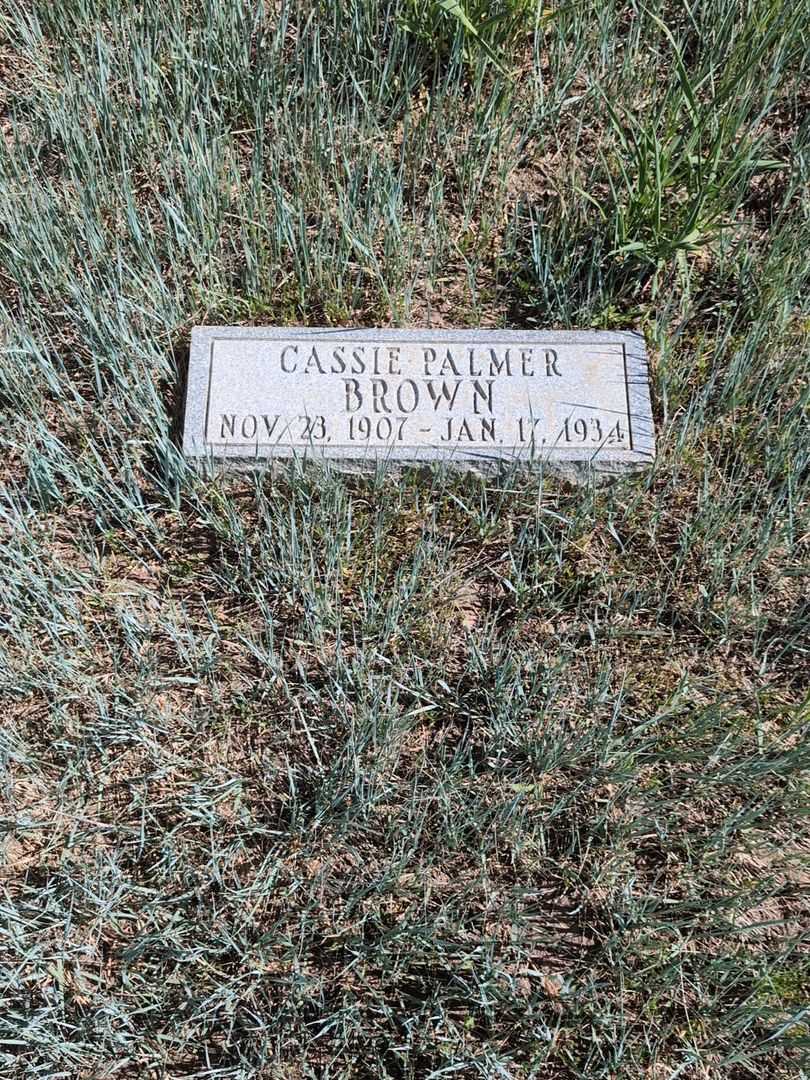 CASSIE PALMER
BROWN
NOV. 23, 1907 - JAN. 17, 1934